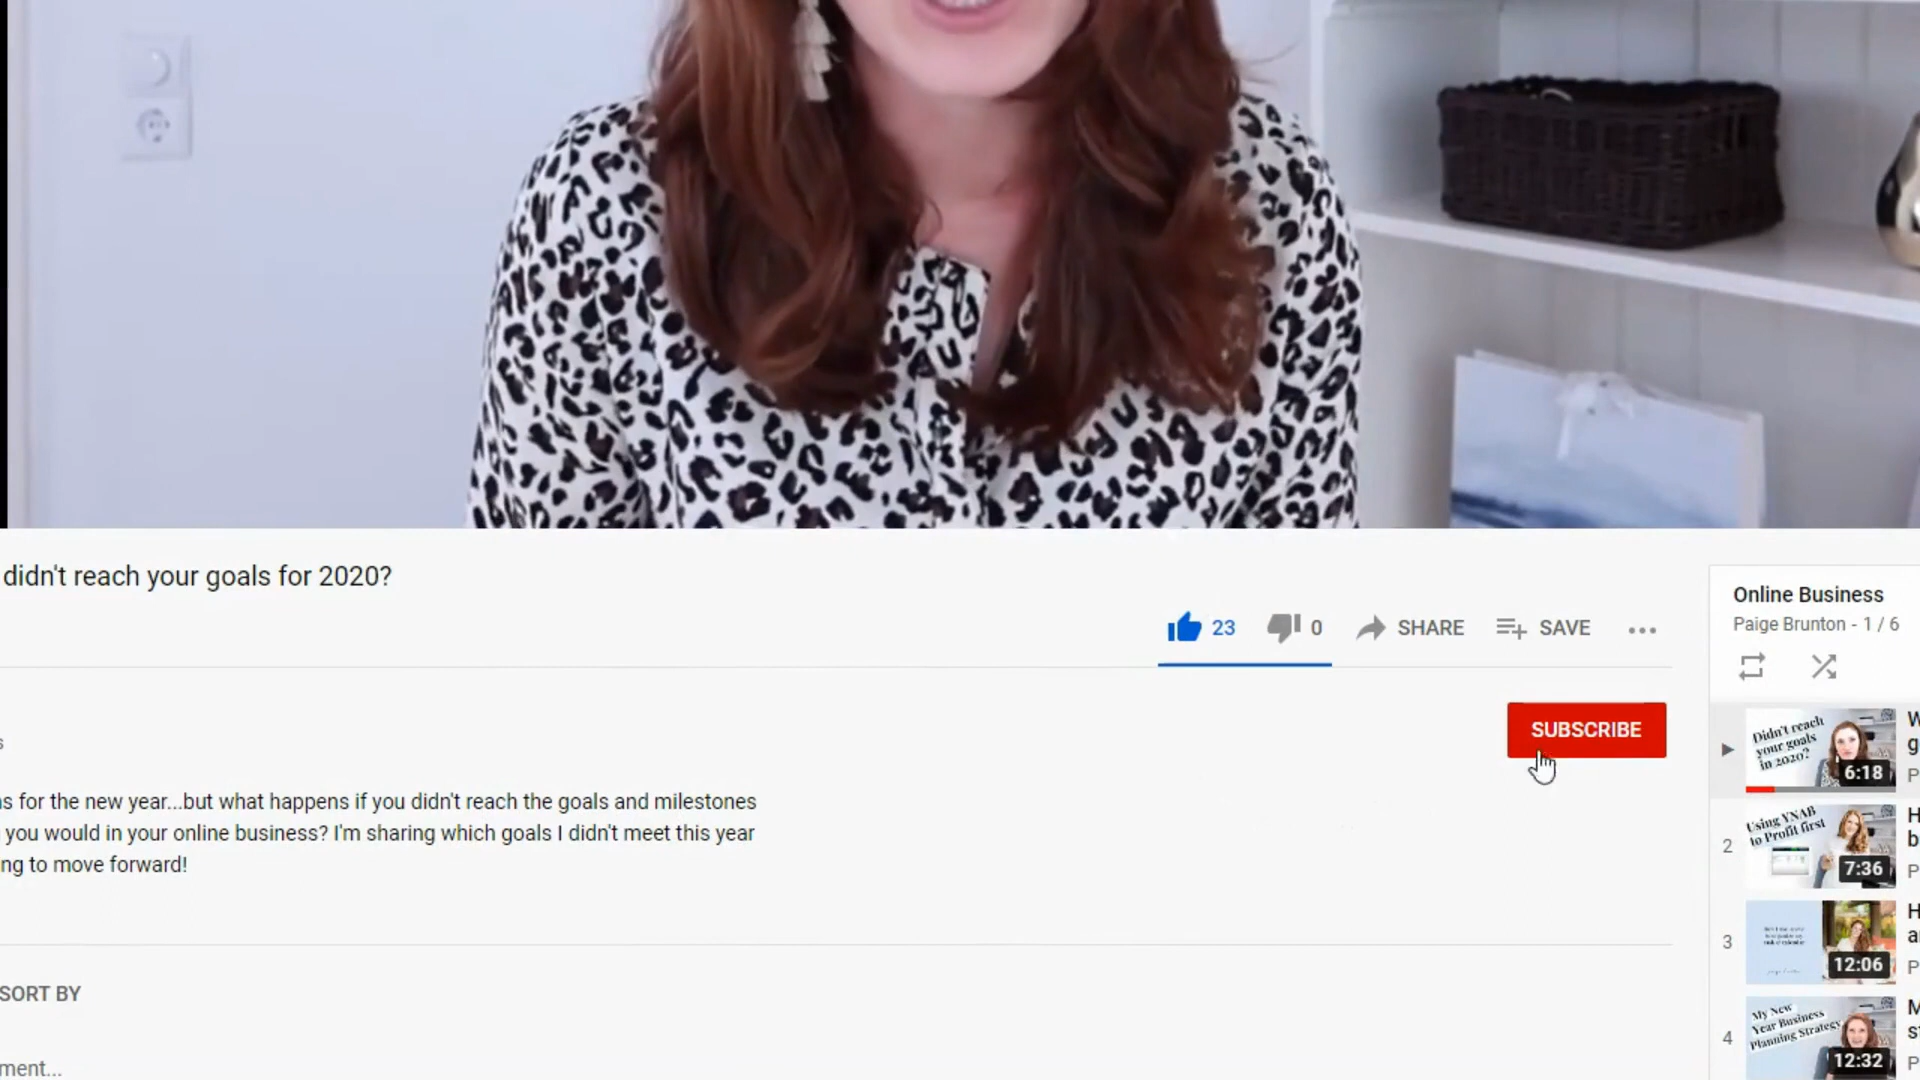 didn't reach your goals for 2020?
23
0
SHARE
SAVE
SUBSCRIBE
s for the new year...but what happens if you didn't reach the goals and milestones
you would in your online business? I'm sharing which goals I didn't meet this year
ng to move forward!
SORT BY
ment...
Online Business
Paige Brunton - 1 / 6
Didn't reach
your goals
in 2020?
6:18
W
g
P
2
Using YNAB
to Profit first
7:36
H
b
P
3
12:06
H
a
P
4
My New
Year Business
Planning Strategy
12:32
M
st
P